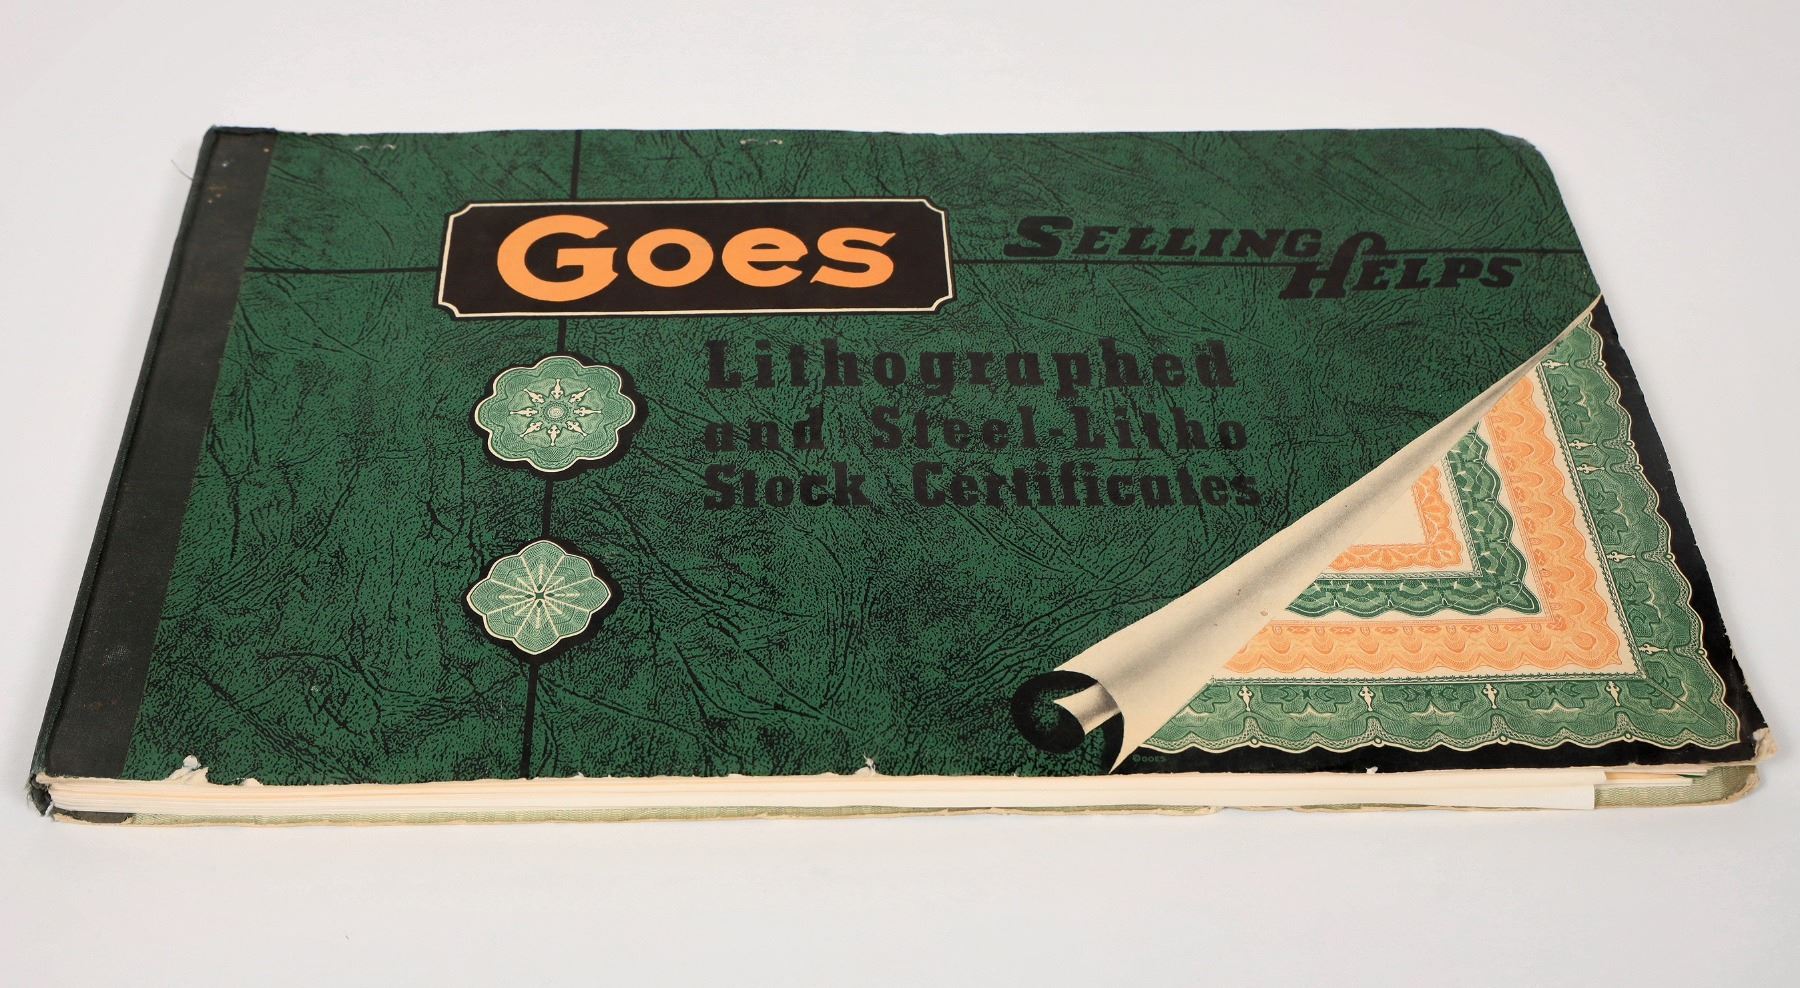 Goes
SELLING
HELPS
Lithographed
and Steel-Litho
Stock Certificates
©GOES